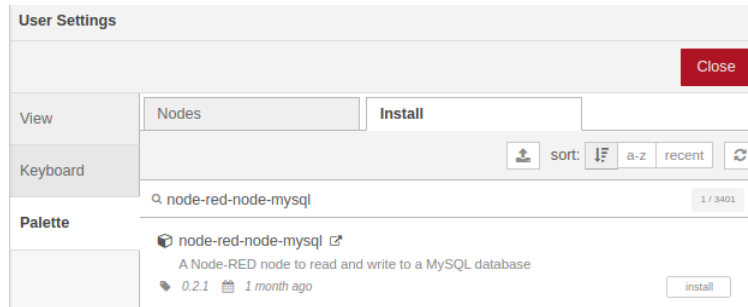 User Settings
Close
View
Keyboard
Palette
Nodes
Install
sort: a-z recent
node-red-node-mysql
1 / 3401
node-red-node-mysql
A Node-RED node to read and write to a MySQL database
0.2.1 1 month ago
install